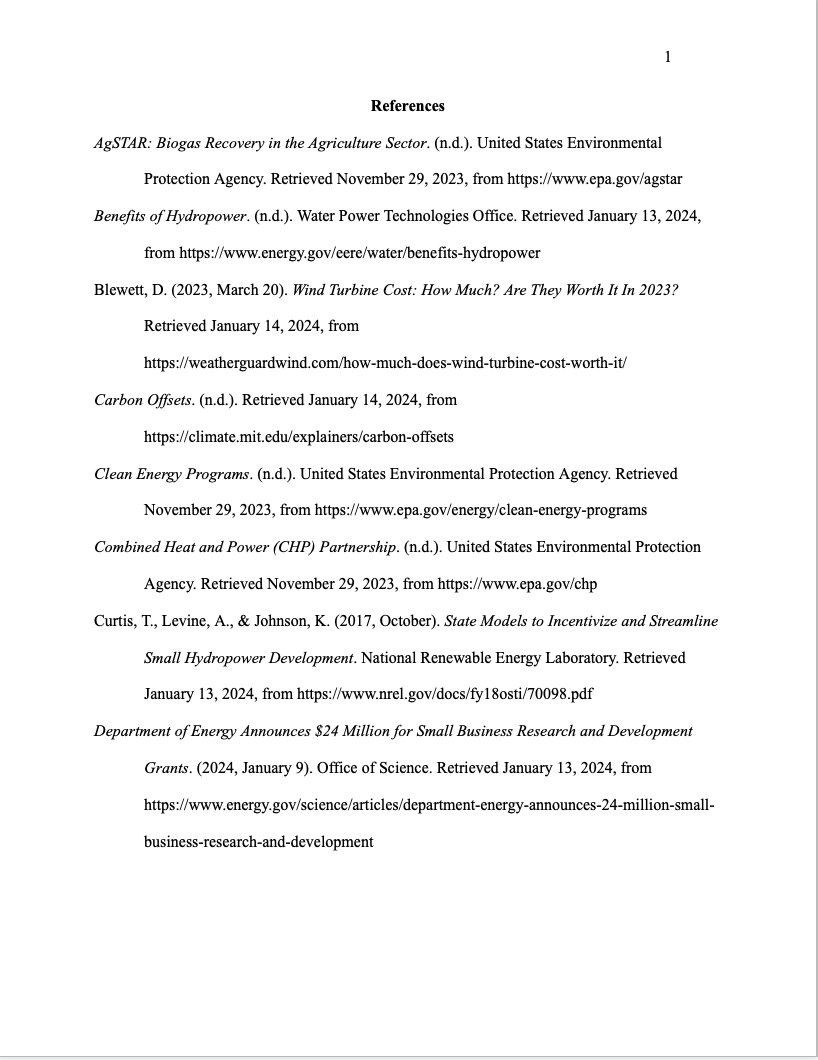 1
References
AgSTAR: Biogas Recovery in the Agriculture Sector. (n.d.). United States Environmental
Protection Agency. Retrieved November 29, 2023, from https://www.epa.gov/agstar
Benefits of Hydropower. (n.d.). Water Power Technologies Office. Retrieved January 13, 2024,
from https://www.energy.gov/eere/water/benefits-hydropower
Blewett, D. (2023, March 20). Wind Turbine Cost: How Much? Are They Worth It In 2023?
Retrieved January 14, 2024, from
https://weatherguardwind.com/how-much-does-wind-turbine-cost-worth-it/
Carbon Offsets. (n.d.). Retrieved January 14, 2024, from
https://climate.mit.edu/explainers/carbon-offsets
Clean Energy Programs. (n.d.). United States Environmental Protection Agency. Retrieved
November 29, 2023, from https://www.epa.gov/energy/clean-energy-programs
Combined Heat and Power (CHP) Partnership. (n.d.). United States Environmental Protection
Agency. Retrieved November 29, 2023, from https://www.epa.gov/chp
Curtis, T., Levine, A., & Johnson, K. (2017, October). State Models to Incentivize and Streamline
Small Hydropower Development. National Renewable Energy Laboratory. Retrieved
January 13, 2024, from https://www.nrel.gov/docs/fy18osti/70098.pdf
Department of Energy Announces $24 Million for Small Business Research and Development
Grants. (2024, January 9). Office of Science. Retrieved January 13, 2024, from
https://www.energy.gov/science/articles/department-energy-announces-24-million-small-
business-research-and-development